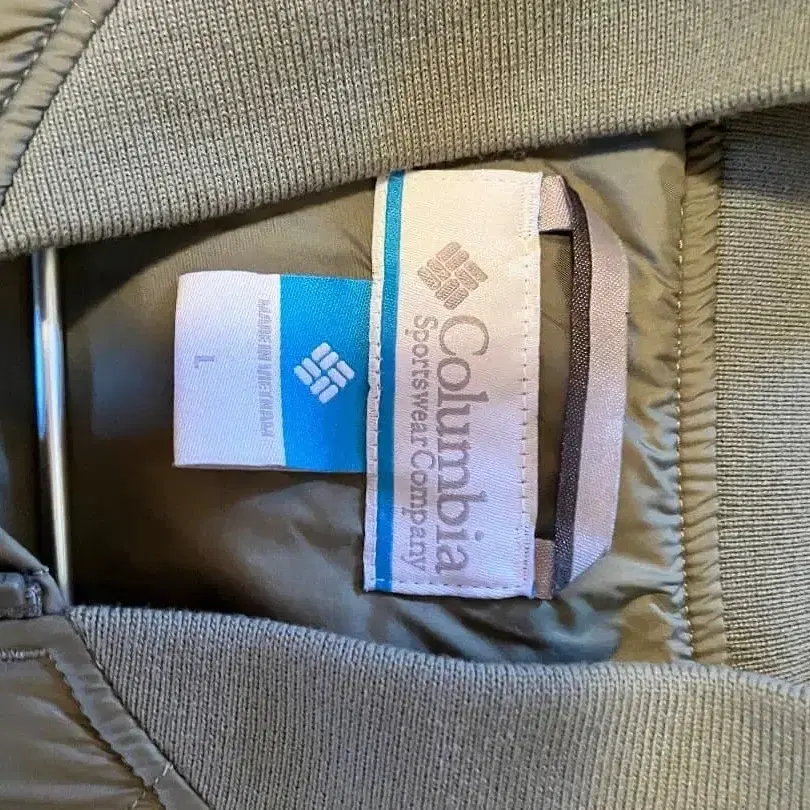 Columbia
Sportswear Company
MADE IN VIETNAM
L